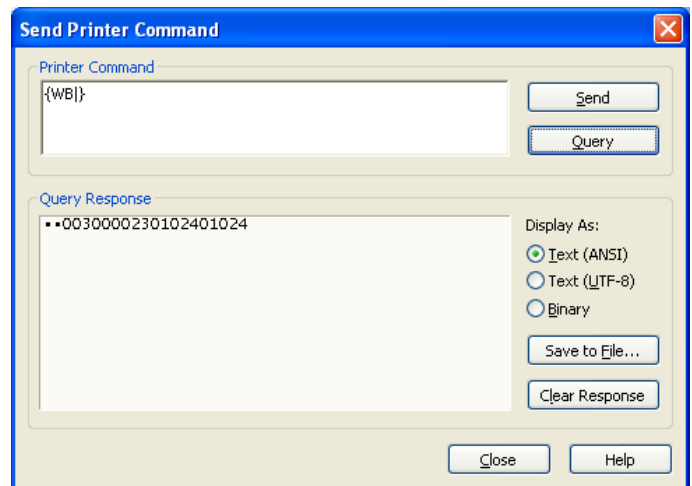 Send Printer Command
Printer Command
{WB|}
Send
Query
Query Response
▪▪0030000230102401024
Display As:
Text (ANSI)
Text (UTF-8)
Binary
Save to File...
Clear Response
Close
Help